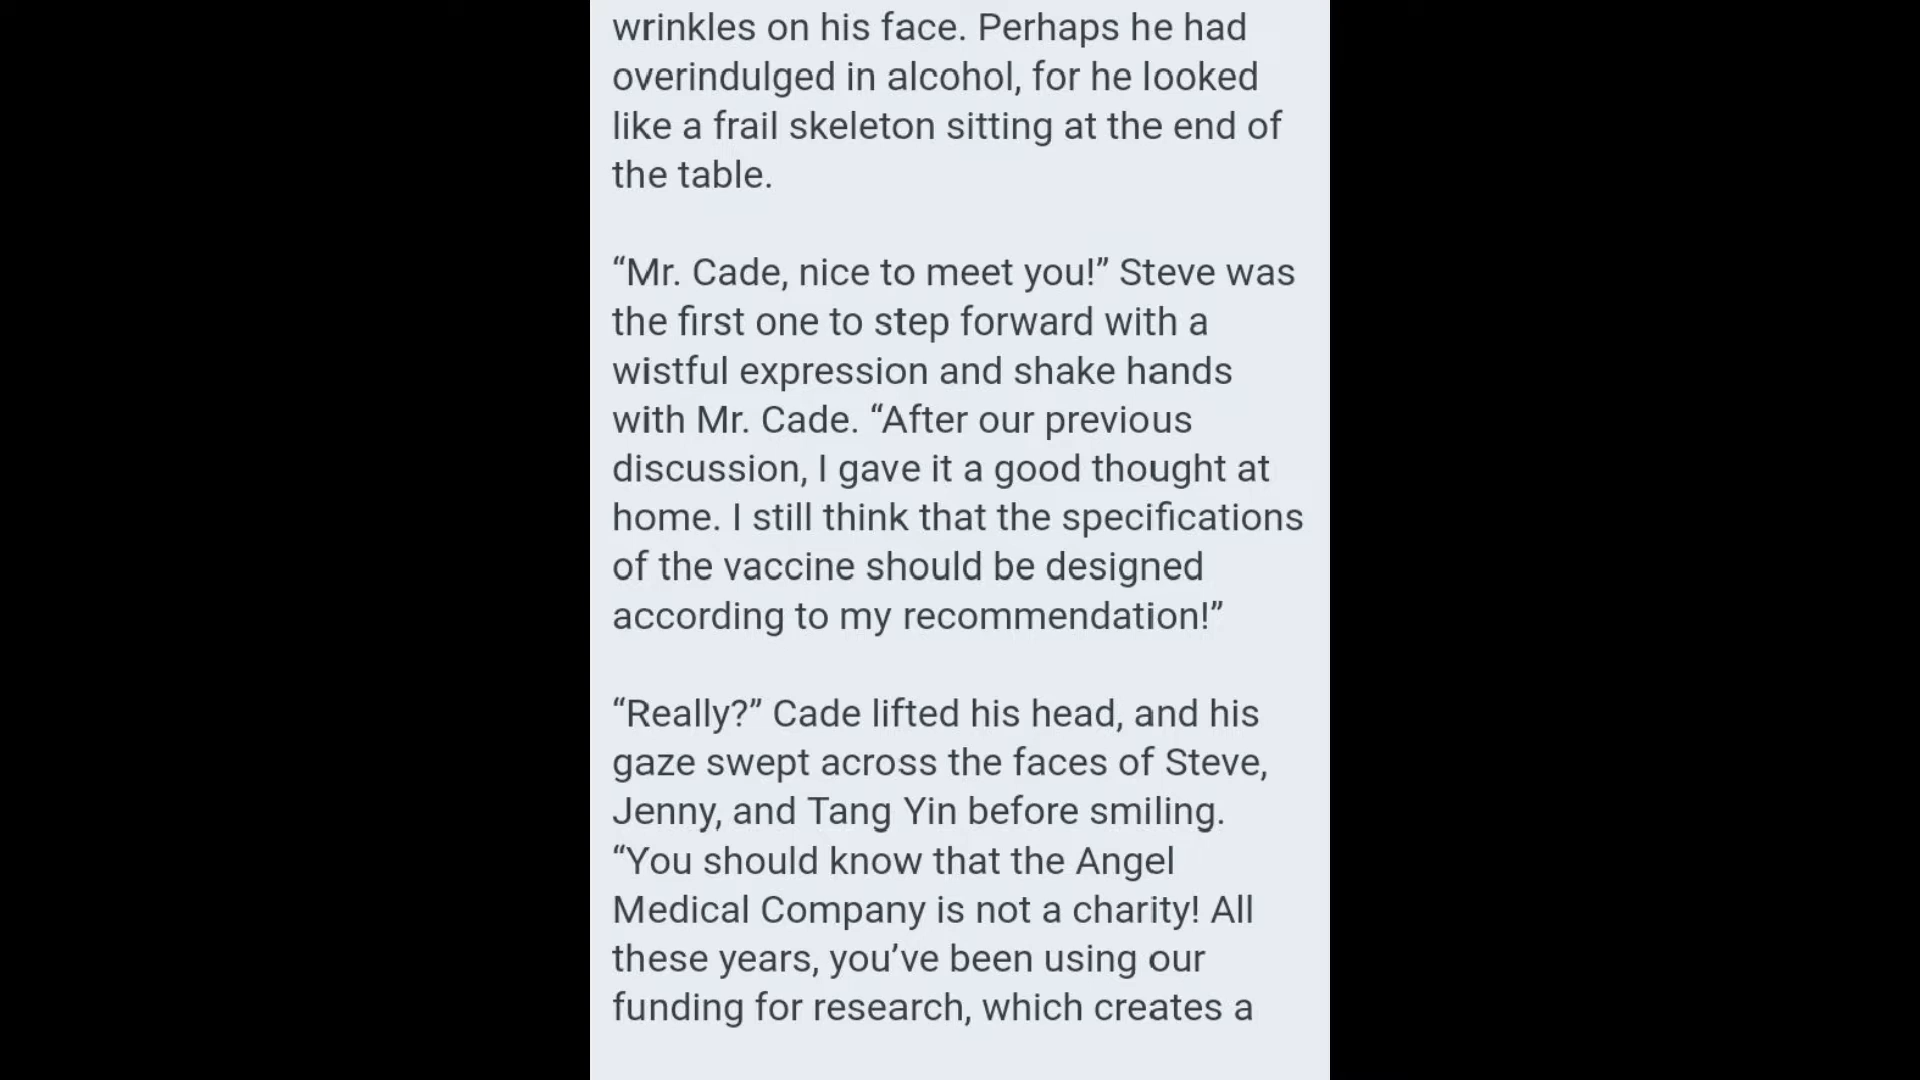 wrinkles on his face. Perhaps he had
overindulged in alcohol, for he looked
like a frail skeleton sitting at the end of
the table.
“Mr. Cade, nice to meet you!” Steve was
the first one to step forward with a
wistful expression and shake hands
with Mr. Cade. “After our previous
discussion, I gave it a good thought at
home. I still think that the specifications
of the vaccine should be designed
according to my recommendation!”
“Really?” Cade lifted his head, and his
gaze swept across the faces of Steve,
Jenny, and Tang Yin before smiling.
“You should know that the Angel
Medical Company is not a charity! All
these years, you’ve been using our
funding for research, which creates a